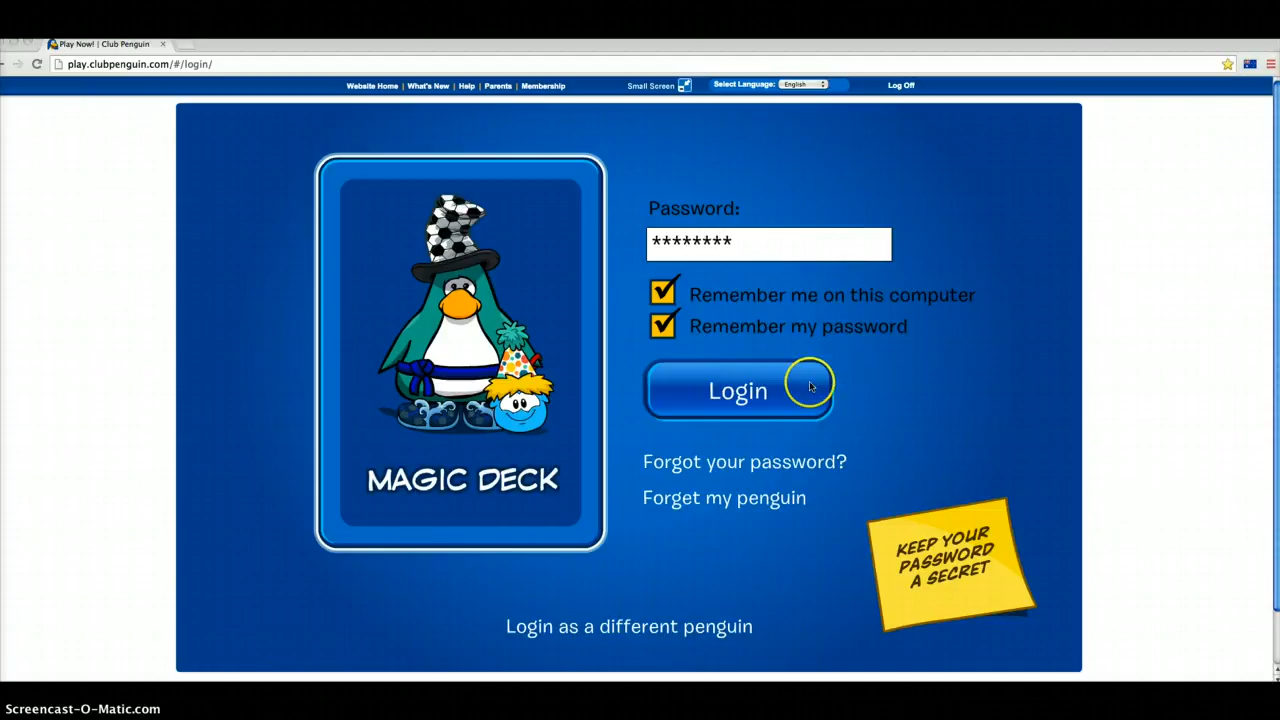 Play Now! | Club Penguin
play.clubpenguin.com/#/login/
Website Home | What's New | Help | Parents | Membership
Small Screen
Select Language: English
Log Off
Password:
********
Remember me on this computer
Remember my password
Login
Forgot your password?
Forget my penguin
MAGIC DECK
KEEP YOUR
PASSWORD
A SECRET
Login as a different penguin
Screencast-O-Matic.com